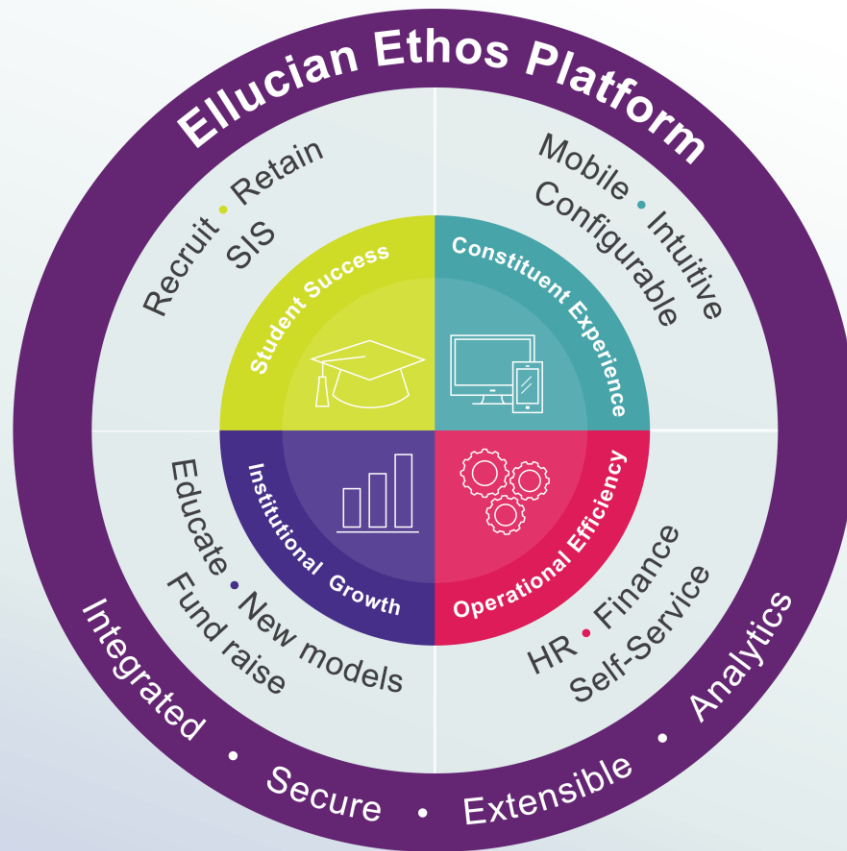 Ellucian Ethos Platform
Recruit • Retain
SIS
Mobile • Intuitive
Configurable
Student Success
Constituent Experience
Institutional Growth
Operational Efficiency
Educate • New models
Fund raise
HR • Finance
Self-Service
Integrated • Secure • Extensible • Analytics